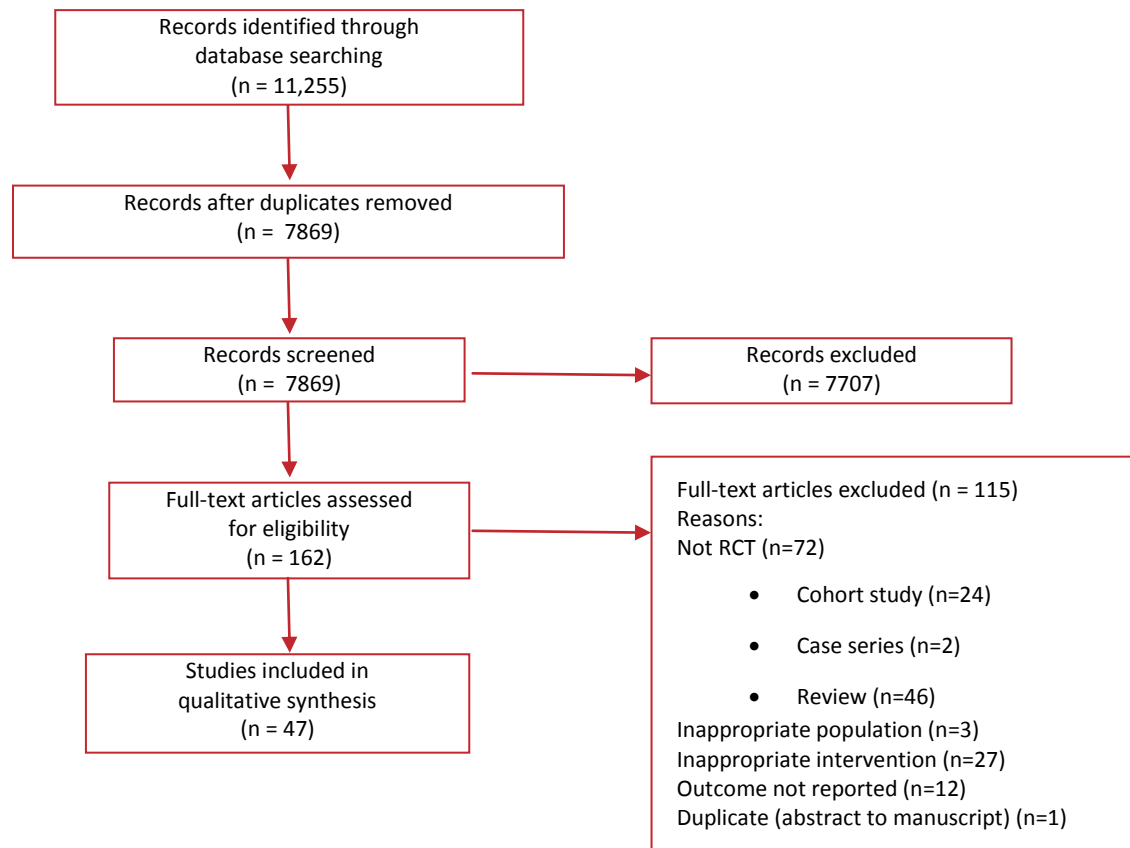 Records identified through
database searching
(n = 11,255)
Records after duplicates removed
(n =  7869)
Records screened
(n =  7869)
Records excluded
(n = 7707)
Full-text articles assessed
for eligibility
(n = 162)
Full-text articles excluded (n = 115)
Reasons:
Not RCT (n=72)
• Cohort study (n=24)
• Case series (n=2)
• Review (n=46)
Inappropriate population (n=3)
Inappropriate intervention (n=27)
Outcome not reported (n=12)
Duplicate (abstract to manuscript) (n=1)
Studies included in
qualitative synthesis
(n = 47)